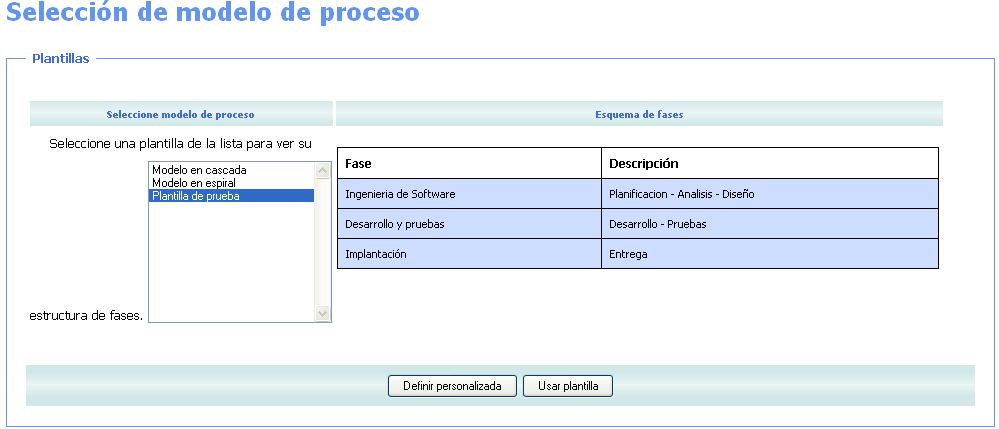 Selección de modelo de proceso
Plantillas
Seleccione modelo de proceso
Esquema de fases
Seleccione una plantilla de la lista para ver su
Modelo en cascada
Modelo en espiral
Plantilla de prueba
estructura de fases.
Fase Descripción
Ingenieria de Software Planificacion - Analisis - Diseño
Desarrollo y pruebas Desarrollo - Pruebas
Implantación Entrega
Definir personalizada Usar plantilla